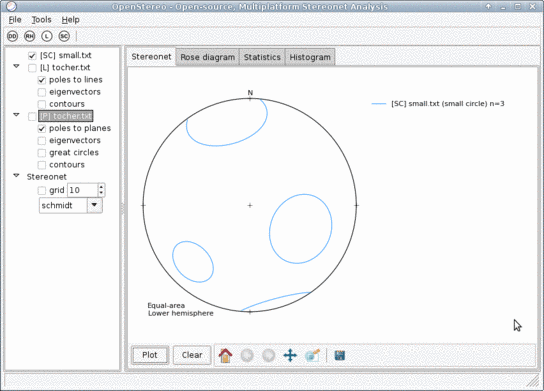 OpenStereo - Open-source, Multiplatform Stereonet Analysis
File Tools Help
DD RH L SC
[SC] small.txt
[L] tocher.txt
poles to lines
eigenvectors
contours
[P] tocher.txt
poles to planes
eigenvectors
great circles
contours
Stereonet
grid 10
schmidt
Stereonet Rose diagram Statistics Histogram
N
[SC] small.txt (small circle) n=3
Equal-area
Lower hemisphere
Plot Clear